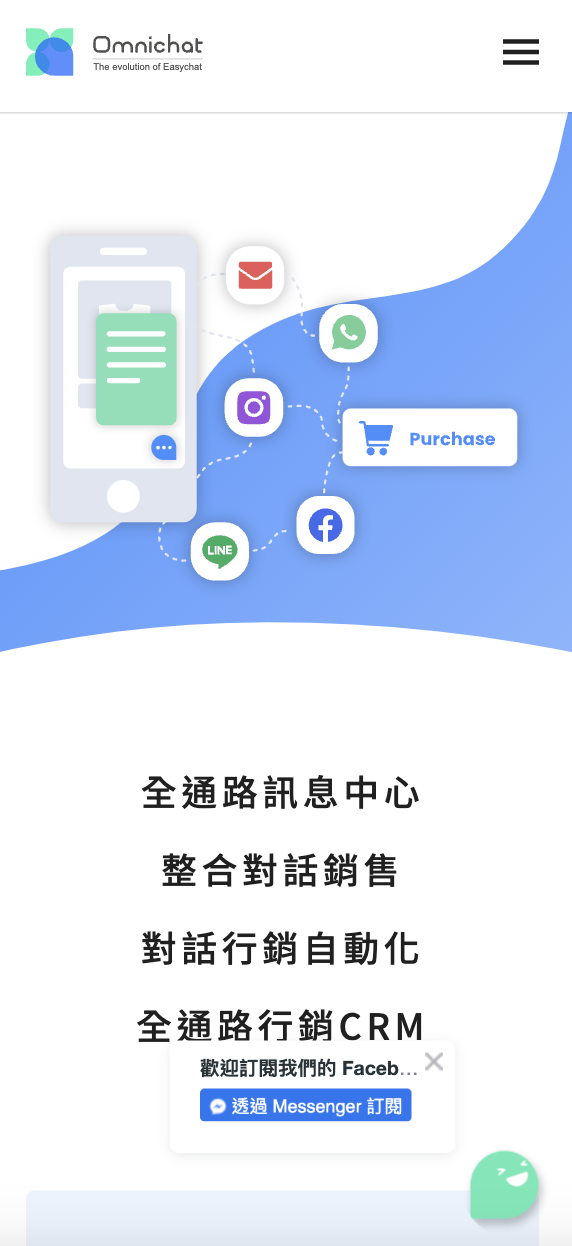 Omnichat
The evolution of Easychat
Purchase
LINE
全通路訊息中心
整合對話銷售
對話行銷自動化
全通路行銷CRM
歡迎訂閱我們的 Faceb...
透過 Messenger 訂閱